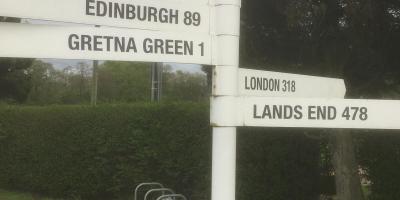 EDINBURGH 89
GRETNA GREEN 1
LONDON 318
LANDS END 478